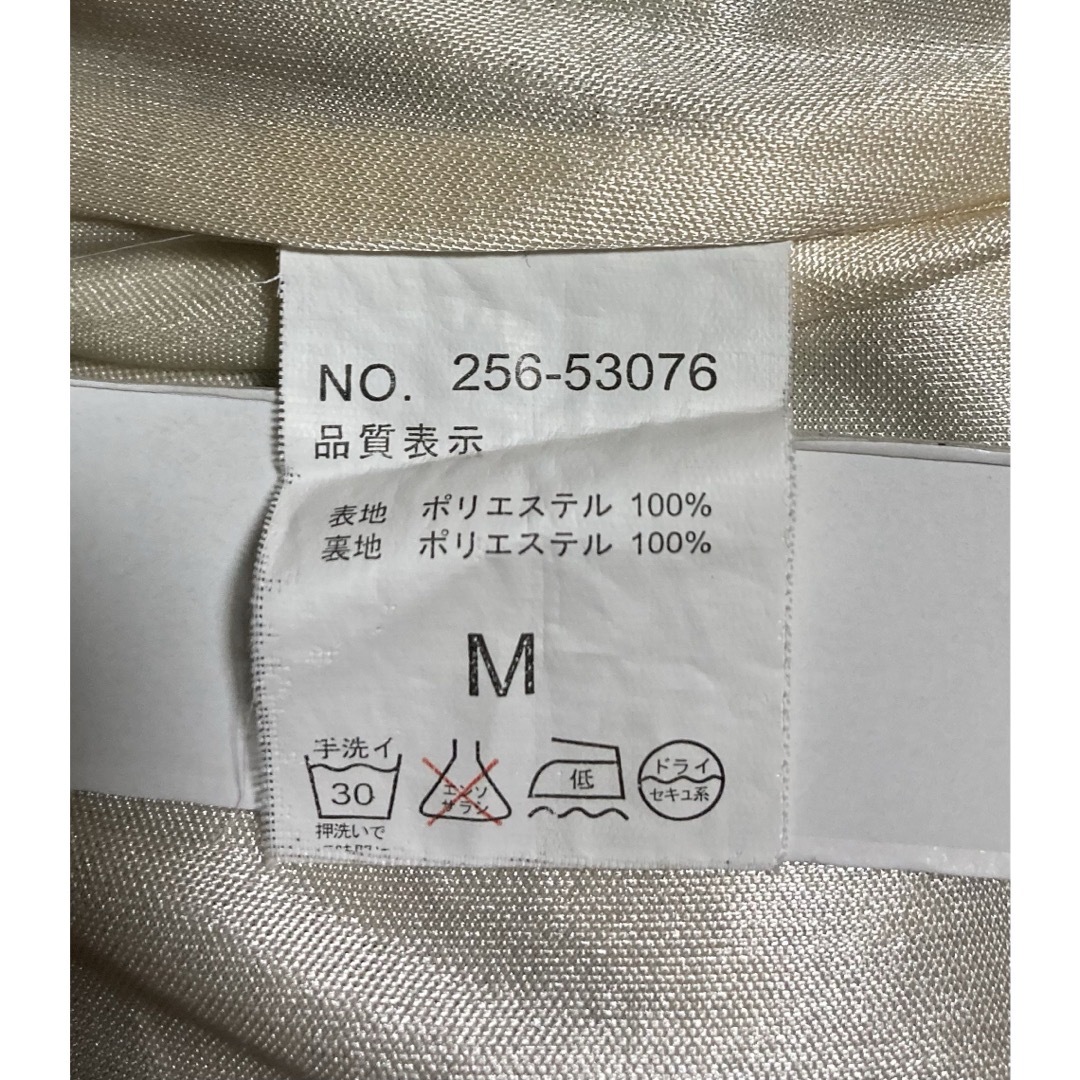 NO. 256-53076
品質表示
表地 ポリエステル 100%
裏地 ポリエステル 100%
M
手洗イ
30
エンソ
サラシ
低
ドライ
セキユ系
押洗いで